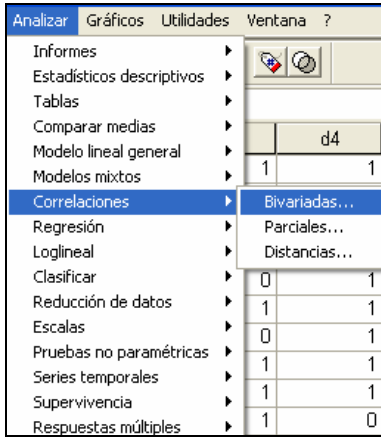 Analizar Gráficos Utilidades Ventana ?
Informes
Estadísticos descriptivos
Tablas
Comparar medias
d4
Modelo lineal general
Modelos mixtos 1 1
Correlaciones Bivariadas...
Regresión Parciales...
Loglineal Distancias...
Clasificar 0 1
Reducción de datos 1 1
Escalas 0 1
Pruebas no paramétricas 1 1
Series temporales
Supervivencia 1 1
Respuestas múltiples 1 0